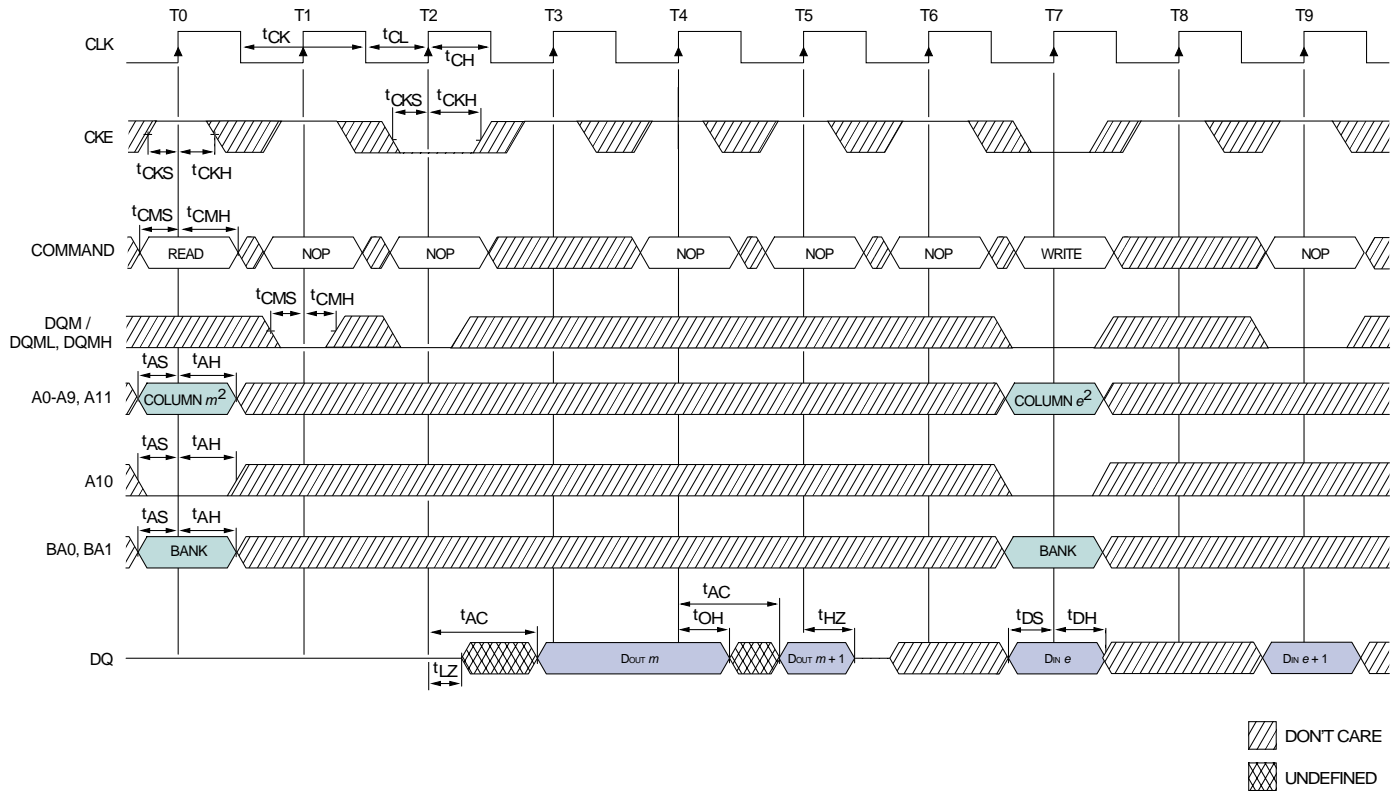 T0 T1 T2 T3 T4 T5 T6 T7 T8 T9
CLK
tCK tCL tCH
tCKS tCKH
CKE
tCKS tCKH
tCMS tCMH
COMMAND READ NOP NOP NOP NOP NOP WRITE NOP
tCMS tCMH
DQM /
DQML, DQMH
tAS tAH
A0-A9, A11 COLUMN m2 COLUMN e2
tAS tAH
A10
tAS tAH
BA0, BA1 BANK BANK
tAC
tAC tOH tHZ tDS tDH
DQ DOUT m DOUT m + 1 DIN e DIN e + 1
tLZ
DON'T CARE
UNDEFINED